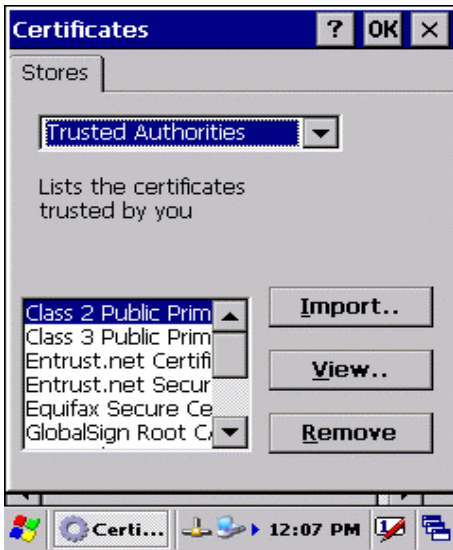 Certificates ? OK ×
Stores
Trusted Authorities
Lists the certificates
trusted by you
Class 2 Public Prim
Class 3 Public Prim
Entrust.net Certifi
Entrust.net Secur
Equifax Secure Ce
GlobalSign Root CA
Import..
View..
Remove
Certi... 12:07 PM